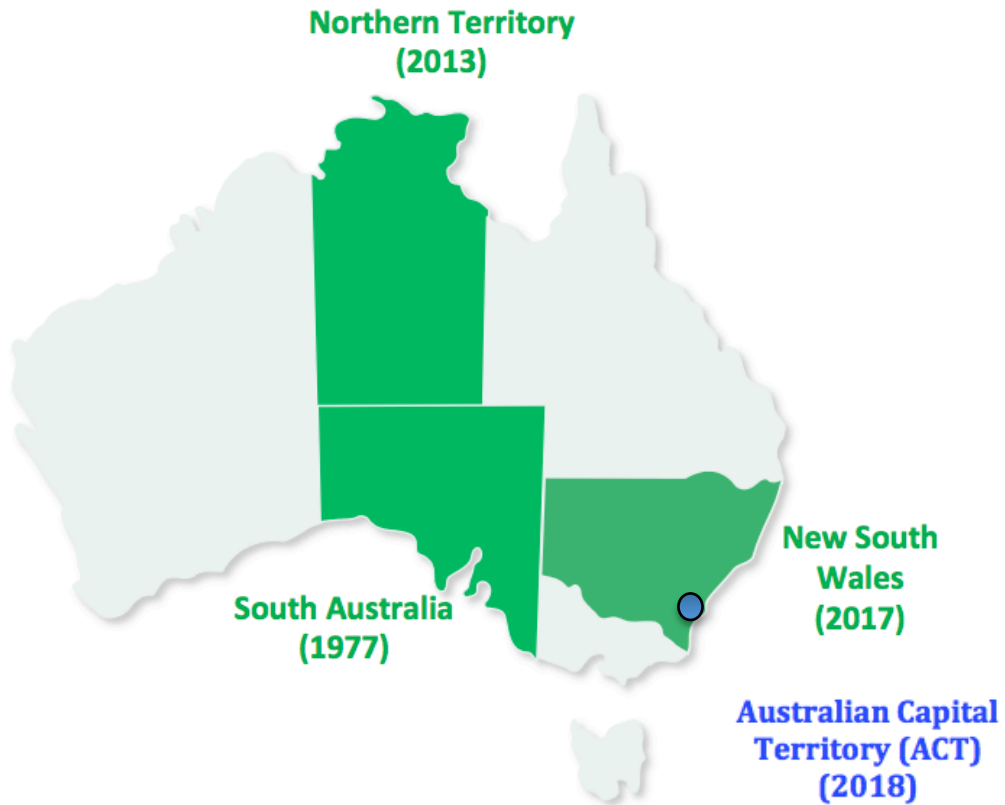 Northern Territory
(2013)
New South
Wales
(2017)
South Australia
(1977)
Australian Capital
Territory (ACT)
(2018)